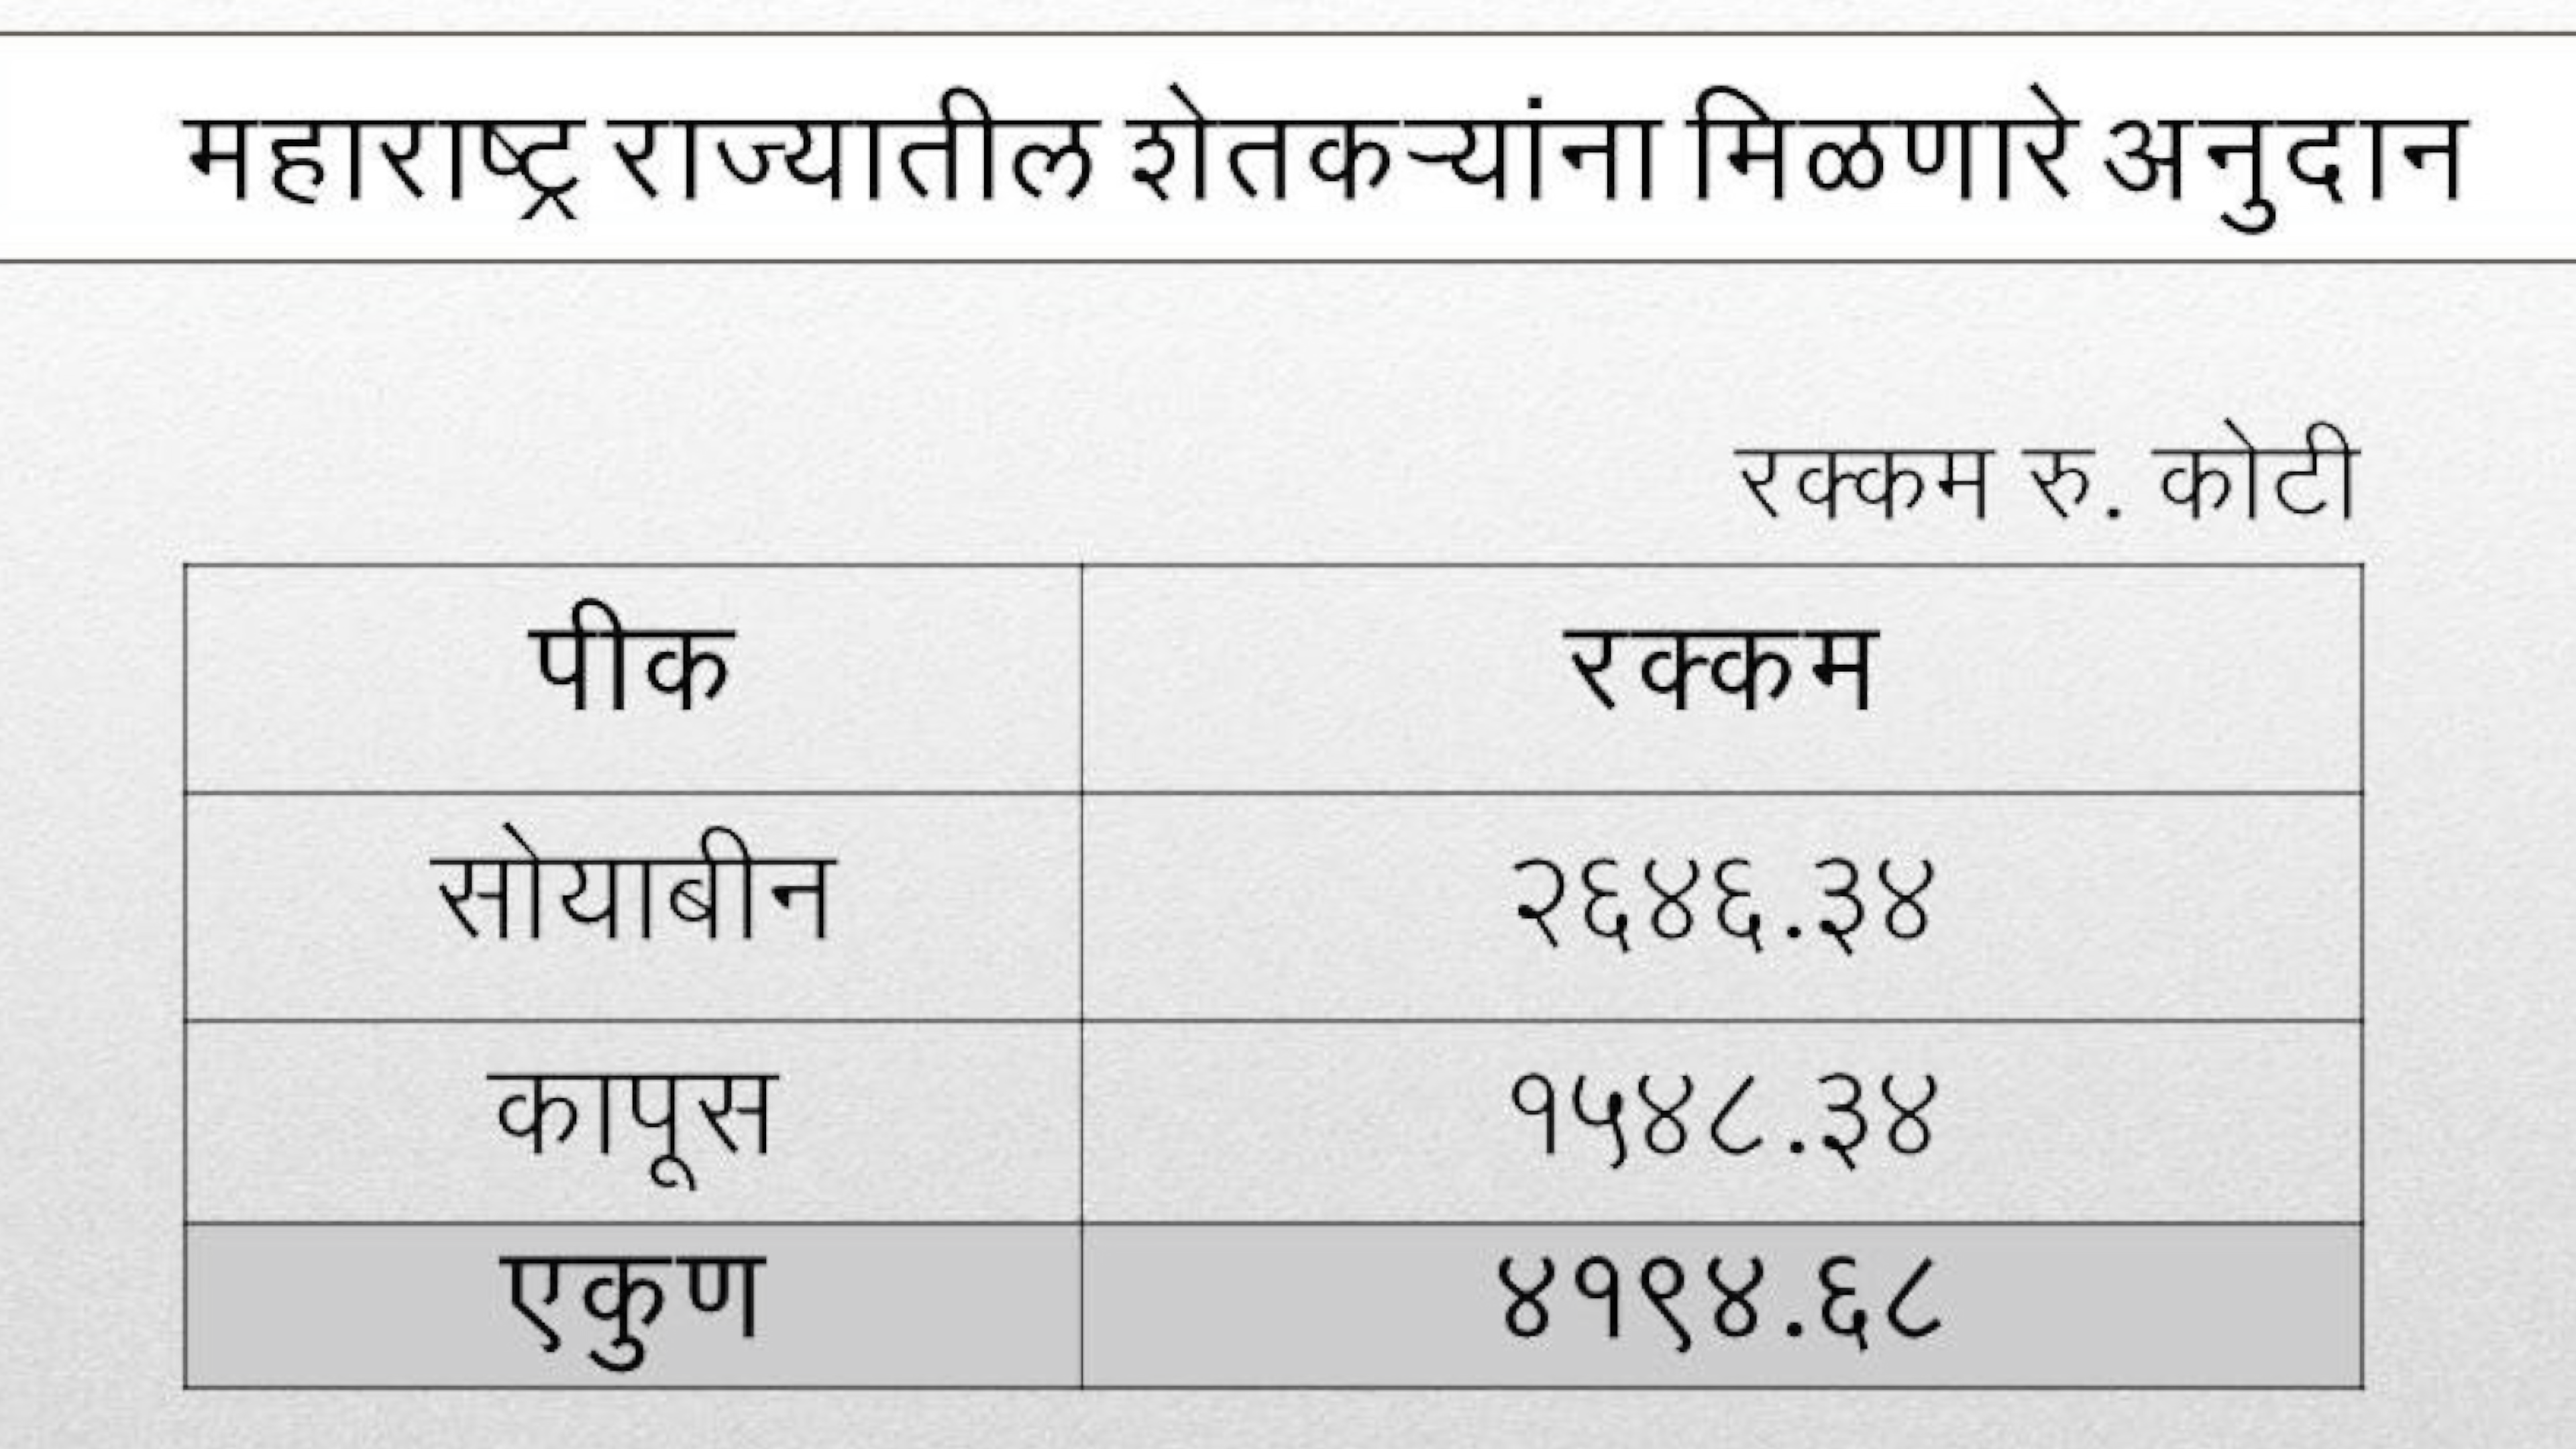 महाराष्ट्र राज्यातील शेतकऱ्यांना मिळणारे अनुदान
रक्कम रु. कोटी
पीक रक्कम
सोयाबीन २६४६.३४
कापूस १५४८.३४
एकुण ४१९४.६८